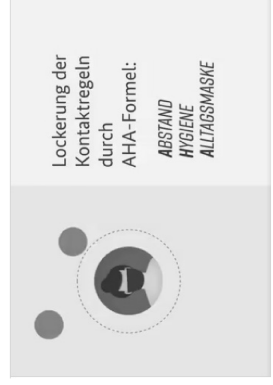 Lockerung der
Kontaktregeln
durch
AHA-Formel:
ABSTAND
HYGIENE
ALLTAGSMASKE